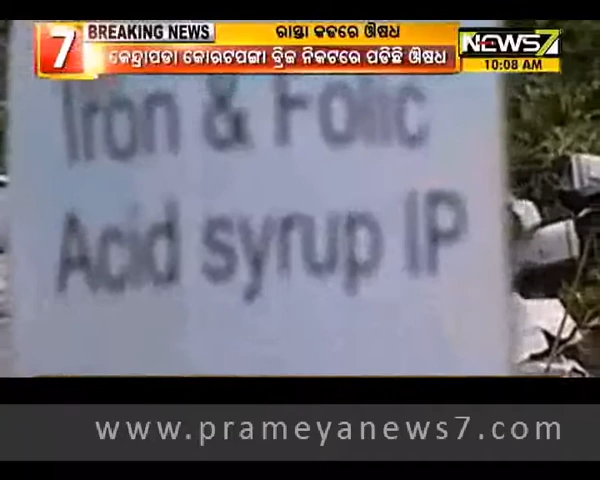 7 BREAKING NEWS
ରାସ୍ତା କଡରେ ଔଷଧ
NEWS7
କେନ୍ଦ୍ରାପଡା କୋରଟପଙ୍ଗା ବ୍ରିଜ ନିକଟରେ ପଡିଛି ଔଷଧ
10:08 AM
Iron & Folic
Acid syrup IP
www.prameyanews7.com